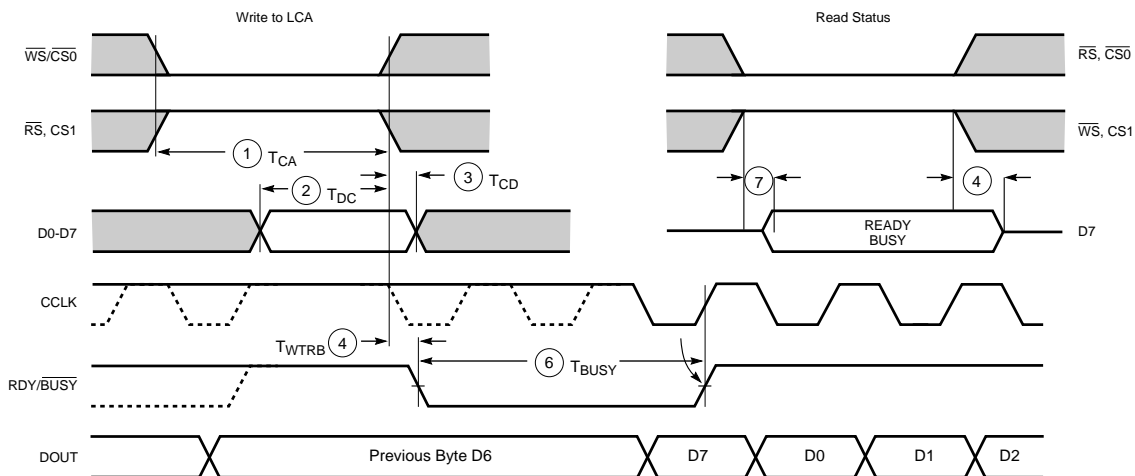 Write to LCA
Read Status
WS/CS0
RS, CS0
RS, CS1
WS, CS1
1 TCA
2 TDC
3 TCD
7
4
D0-D7
READY
BUSY
D7
CCLK
TWTRB 4
6 TBUSY
RDY/BUSY
DOUT
Previous Byte D6
D7
D0
D1
D2